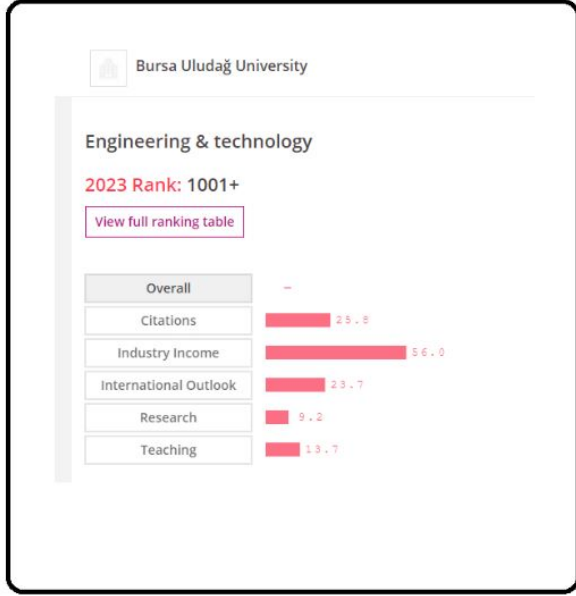 Bursa Uludağ University
Engineering & technology
2023 Rank: 1001+
View full ranking table
Overall –
Citations 25.8
Industry Income 56.0
International Outlook 23.7
Research 9.2
Teaching 13.7